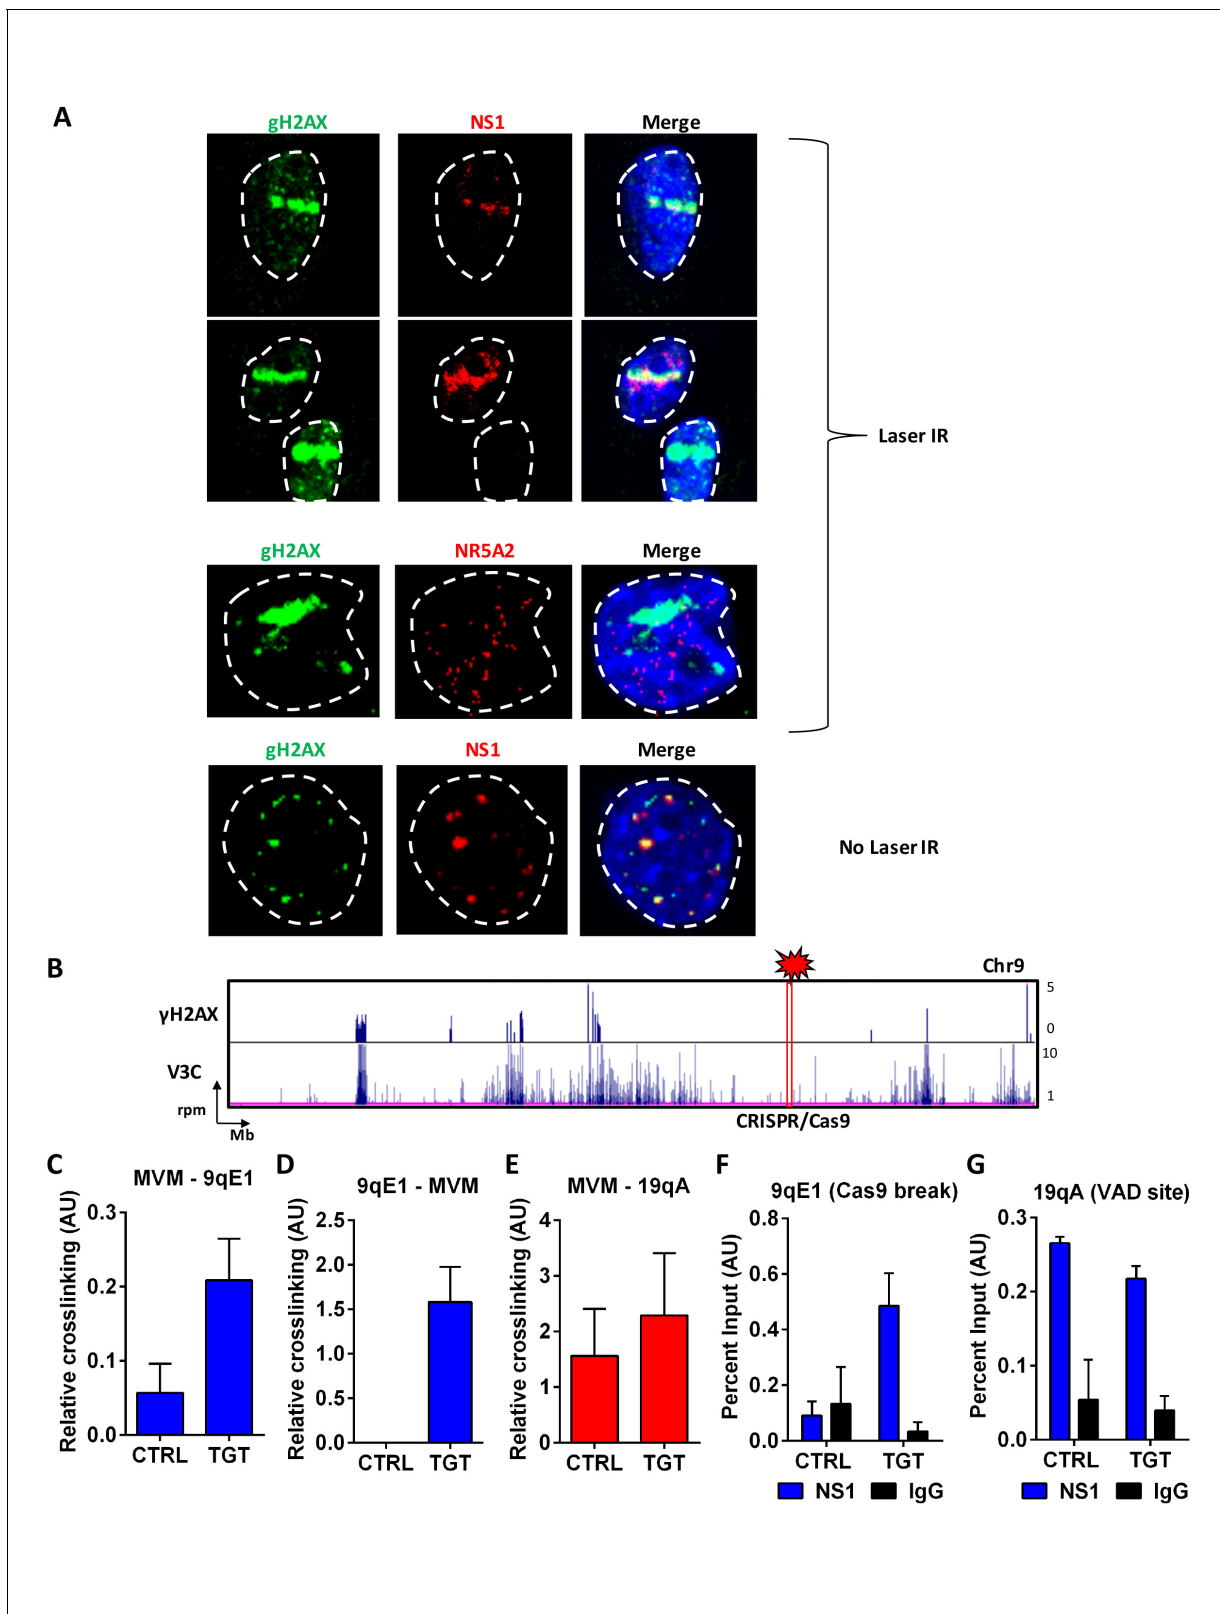 A
gH2AX NS1 Merge
Laser IR
gH2AX NR5A2 Merge
gH2AX NS1 Merge
No Laser IR
B
Chr9
γH2AX
5
0
V3C
10
1
rpm
Mb
CRISPR/Cas9
C
MVM - 9qE1
Relative crosslinking (AU)
0.3
0.2
0.1
0.0
CTRL TGT
D
9qE1 - MVM
Relative crosslinking (AU)
2.5
2.0
1.5
1.0
0.5
0.0
CTRL TGT
E
MVM - 19qA
Relative crosslinking (AU)
4
3
2
1
0
CTRL TGT
F
9qE1 (Cas9 break)
Percent Input (AU)
0.8
0.6
0.4
0.2
0.0
CTRL TGT
NS1 IgG
G
19qA (VAD site)
Percent Input (AU)
0.3
0.2
0.1
0.0
CTRL TGT
NS1 IgG